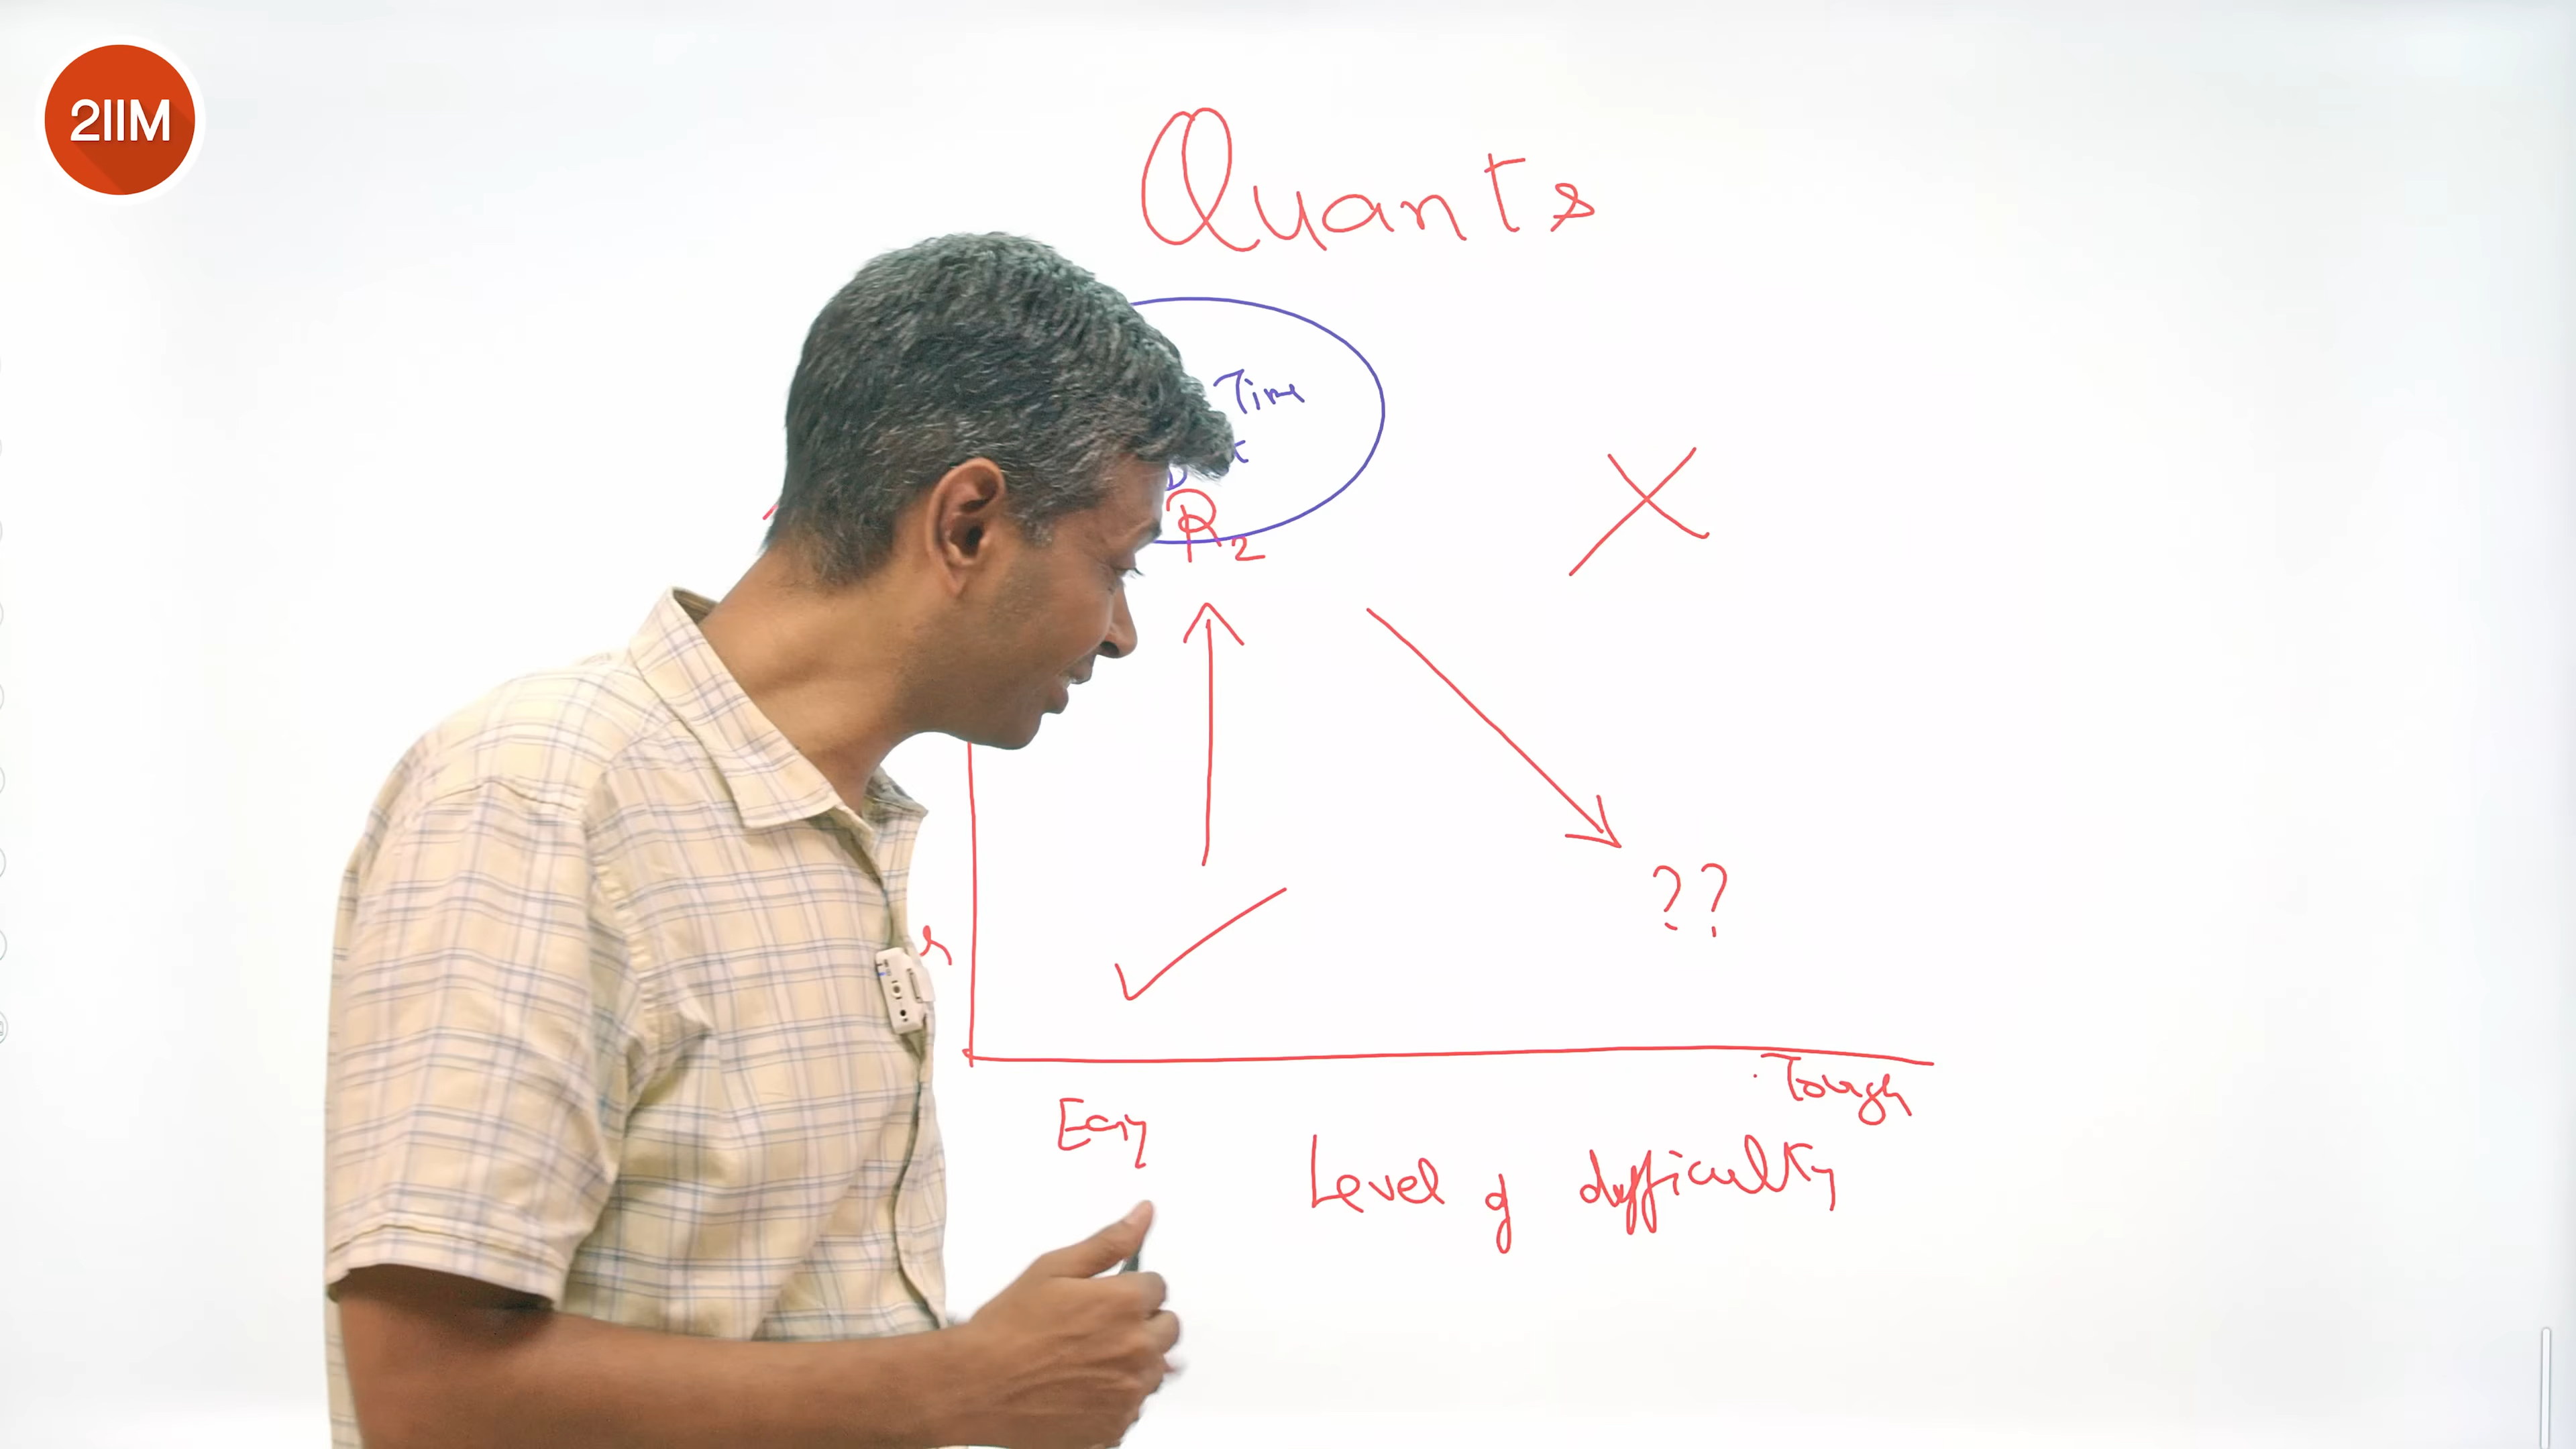 2IIM
Quants
Time
R2
??
Tough
Easy
Level of difficulty